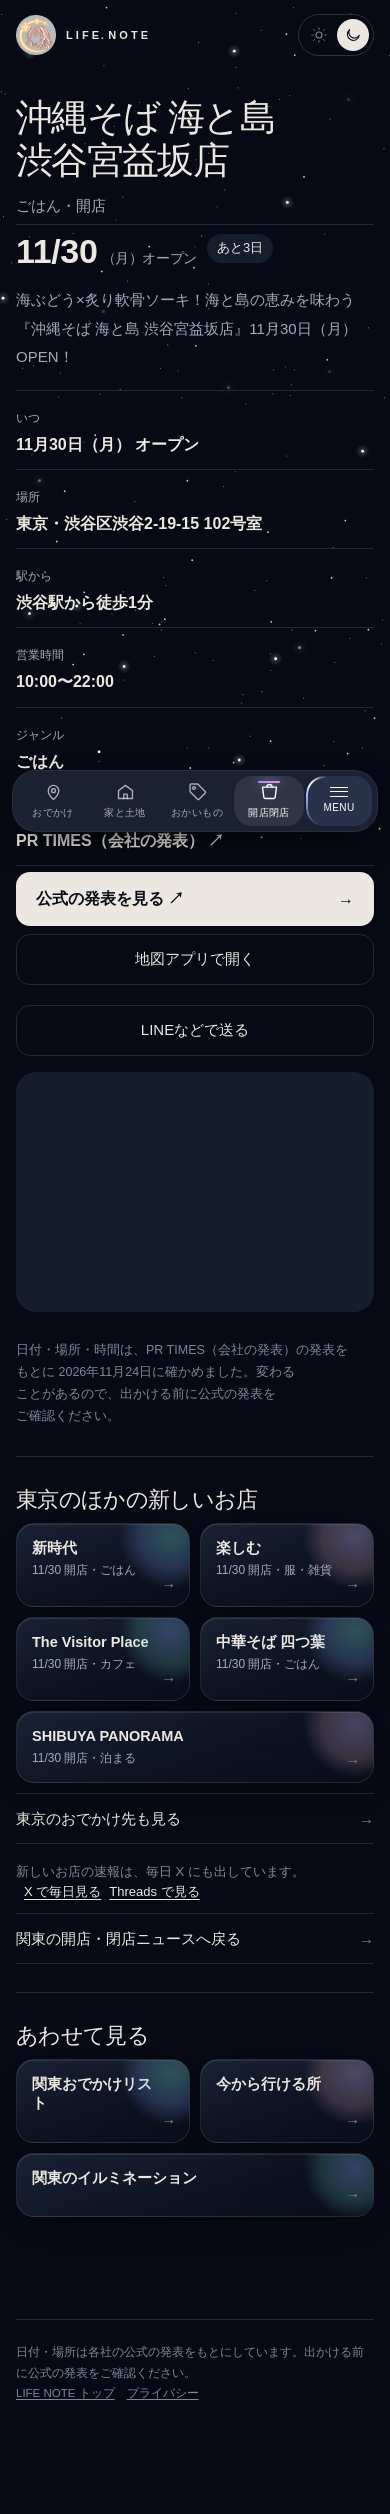 LIFE.NOTE
沖縄そば 海と島
渋谷宮益坂店
ごはん・開店
11/30 （月）オープン あと3日
海ぶどう×炙り軟骨ソーキ！海と島の恵みを味わう
『沖縄そば 海と島 渋谷宮益坂店』11月30日（月）
OPEN！
いつ
11月30日（月） オープン
場所
東京・渋谷区渋谷2-19-15 102号室
駅から
渋谷駅から徒歩1分
営業時間
10:00〜22:00
ジャンル
ごはん
おでかけ 家と土地 おかいもの 開店閉店 MENU
PR TIMES（会社の発表） ↗
公式の発表を見る ↗ →
地図アプリで開く
LINEなどで送る
日付・場所・時間は、PR TIMES（会社の発表）の発表を
もとに 2026年11月24日に確かめました。変わる
ことがあるので、出かける前に公式の発表を
ご確認ください。
東京のほかの新しいお店
新時代
11/30 開店・ごはん
→
楽しむ
11/30 開店・服・雑貨
→
The Visitor Place
11/30 開店・カフェ
→
中華そば 四つ葉
11/30 開店・ごはん
→
SHIBUYA PANORAMA
11/30 開店・泊まる
→
東京のおでかけ先も見る →
新しいお店の速報は、毎日 X にも出しています。
X で毎日見る Threads で見る
関東の開店・閉店ニュースへ戻る →
あわせて見る
関東おでかけリス
ト
→
今から行ける所
→
関東のイルミネーション
→
日付・場所は各社の公式の発表をもとにしています。出かける前
に公式の発表をご確認ください。
LIFE NOTE トップ プライバシー